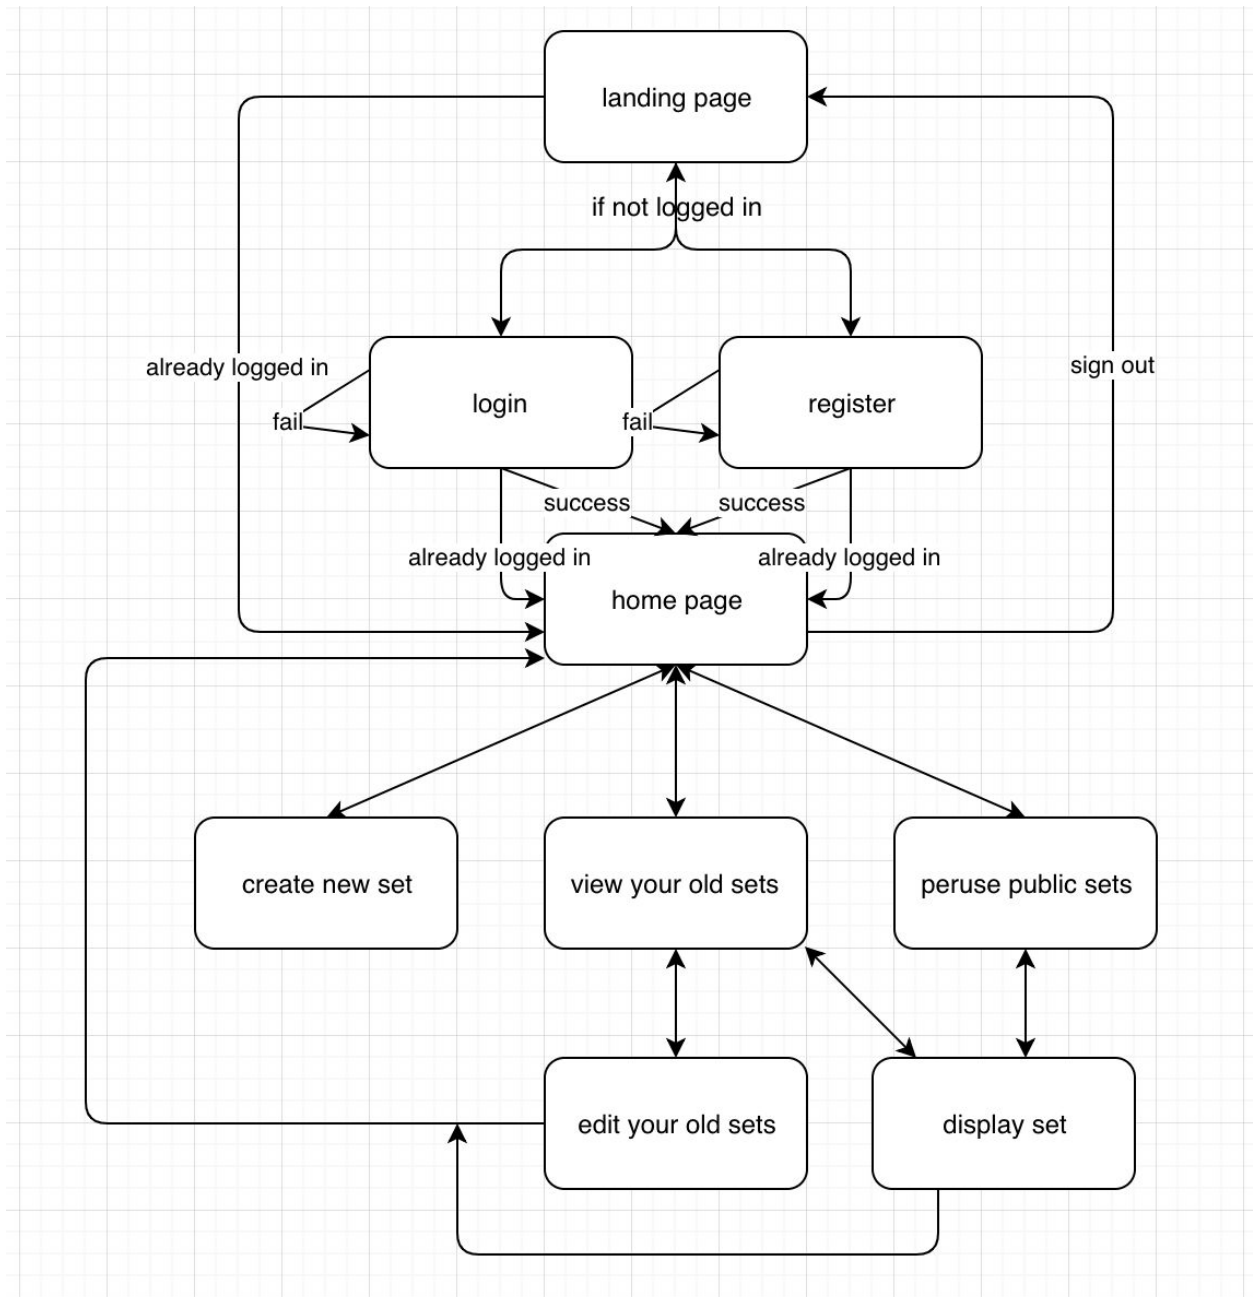 landing page
if not logged in
already logged in
sign out
login
register
fail
fail
success
success
already logged in
already logged in
home page
create new set
view your old sets
peruse public sets
edit your old sets
display set